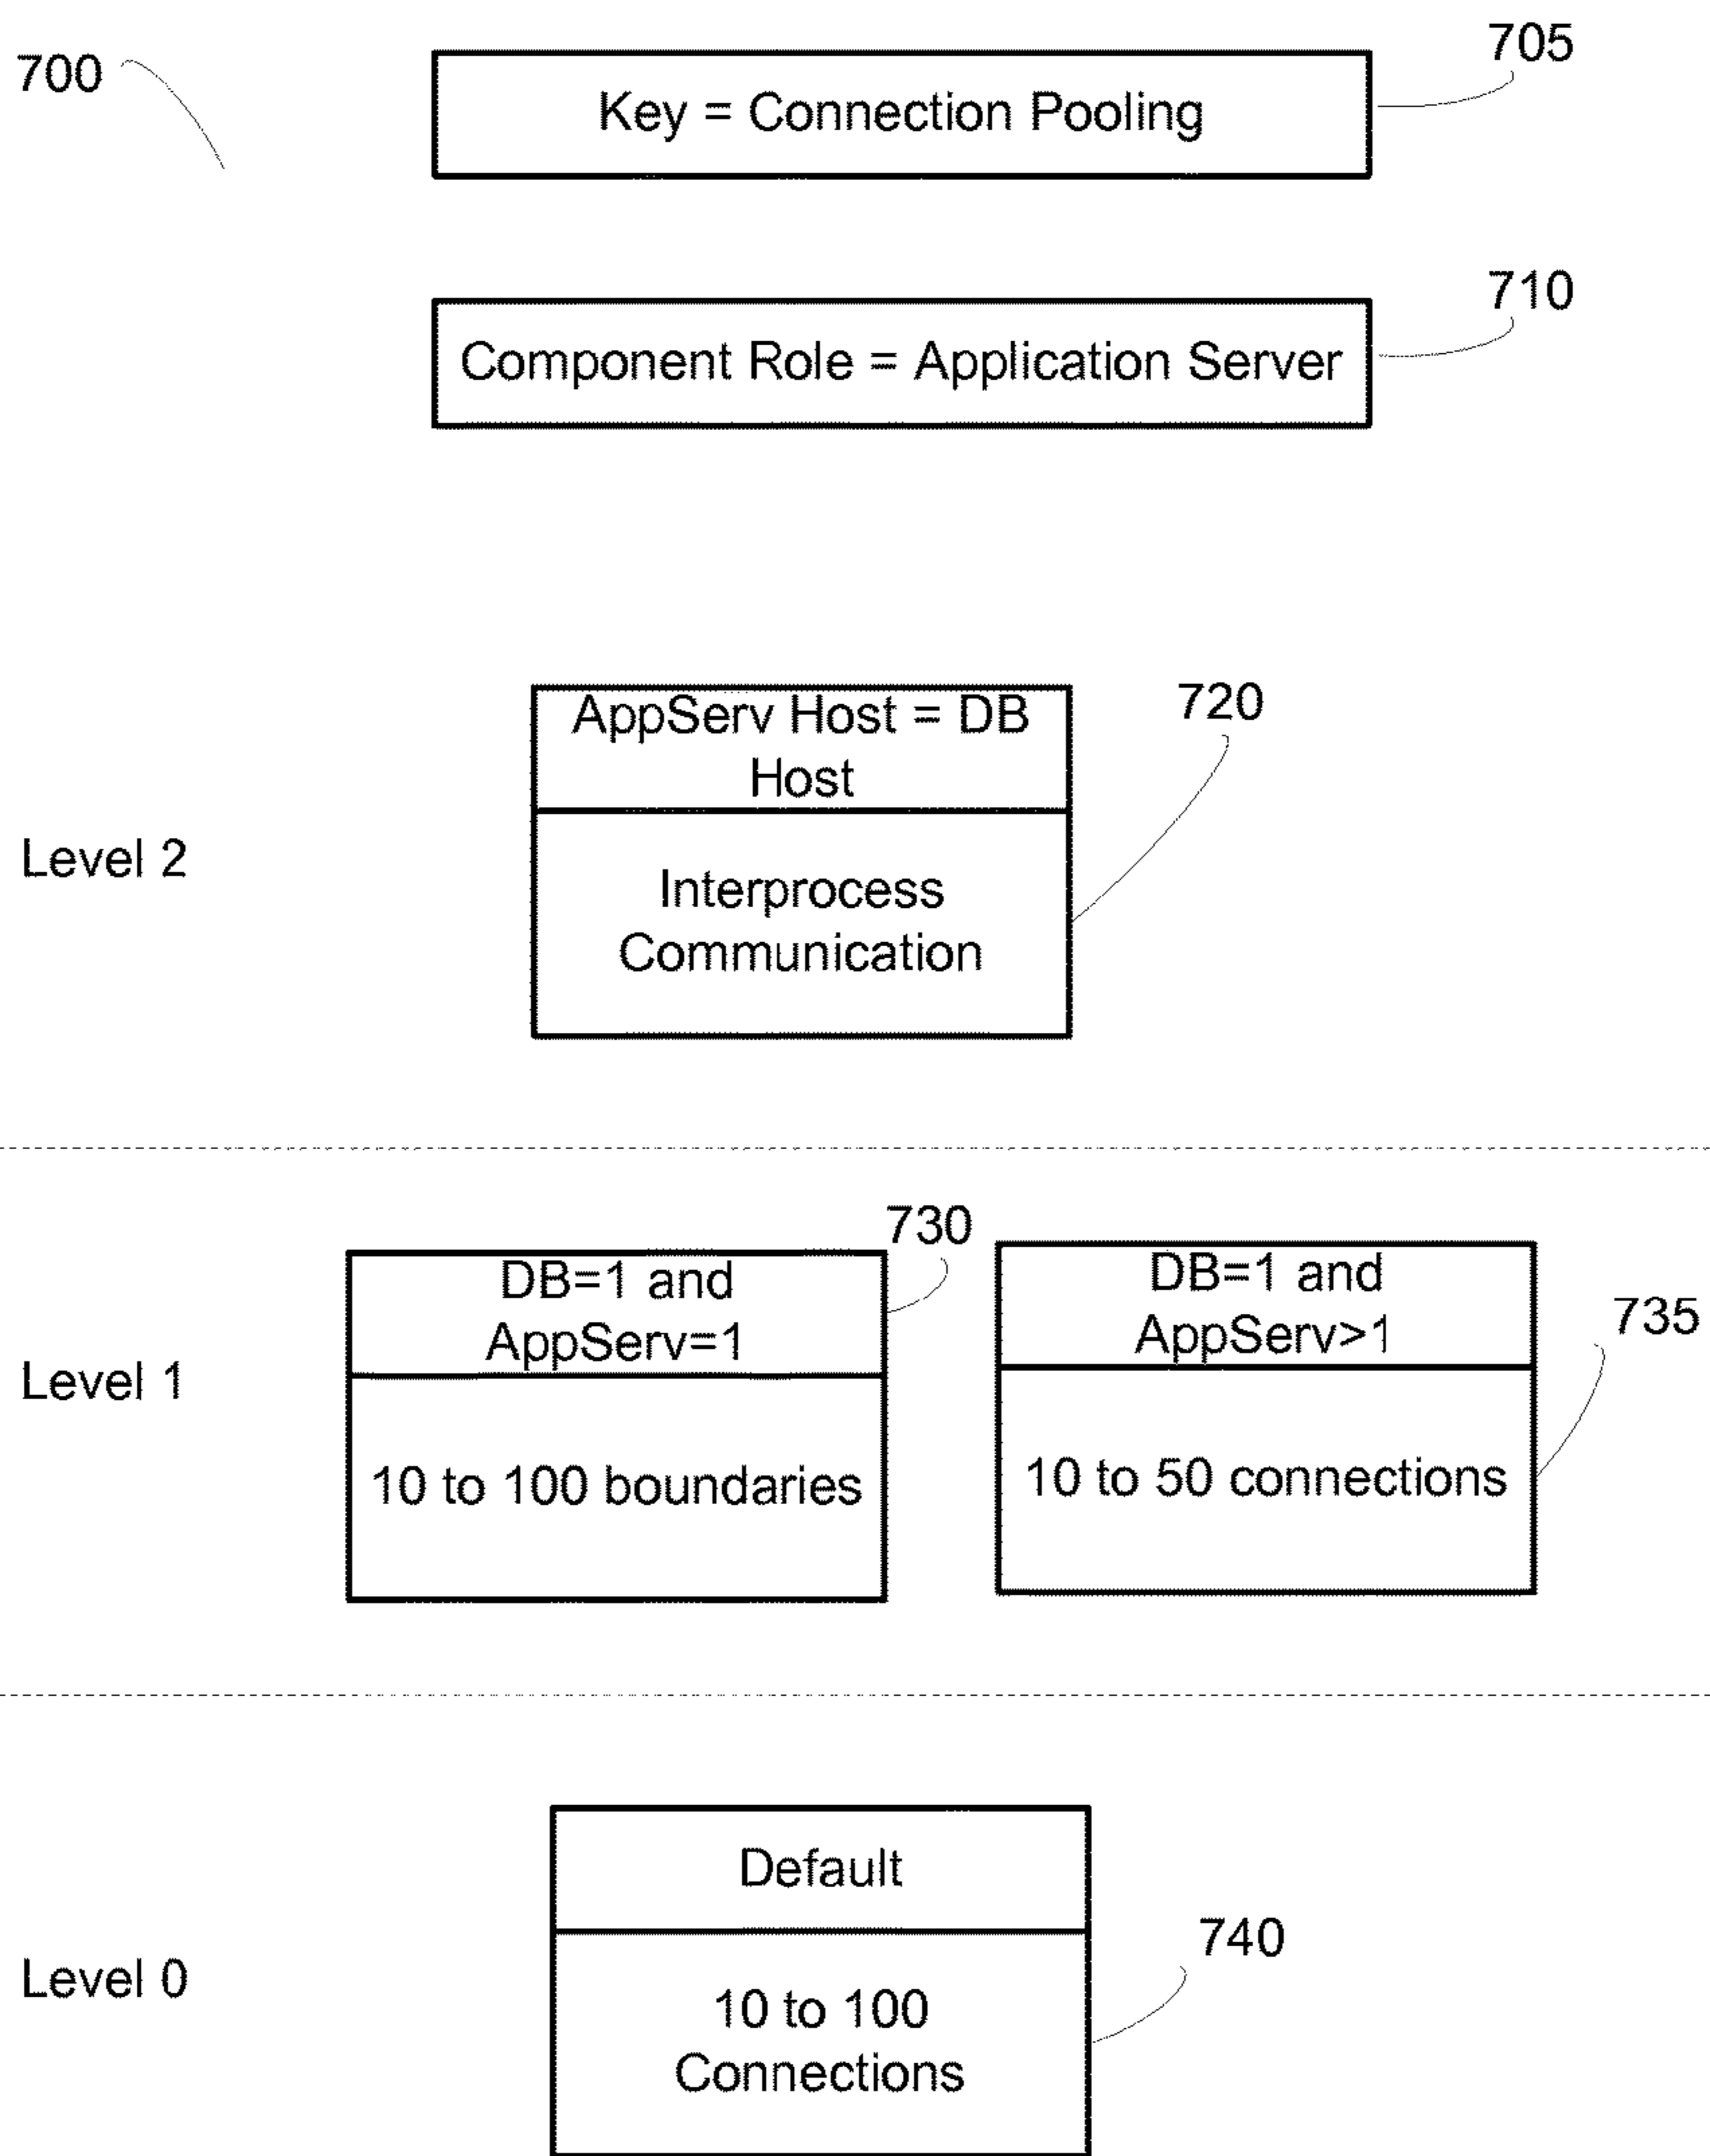 700
705
Key = Connection Pooling
710
Component Role = Application Server
720
AppServ Host = DB
Host
Level 2
Interprocess
Communication
730
DB=1 and
AppServ=1
DB=1 and
AppServ>1
735
Level 1
10 to 100 boundaries
10 to 50 connections
Default
740
Level 0
10 to 100
Connections